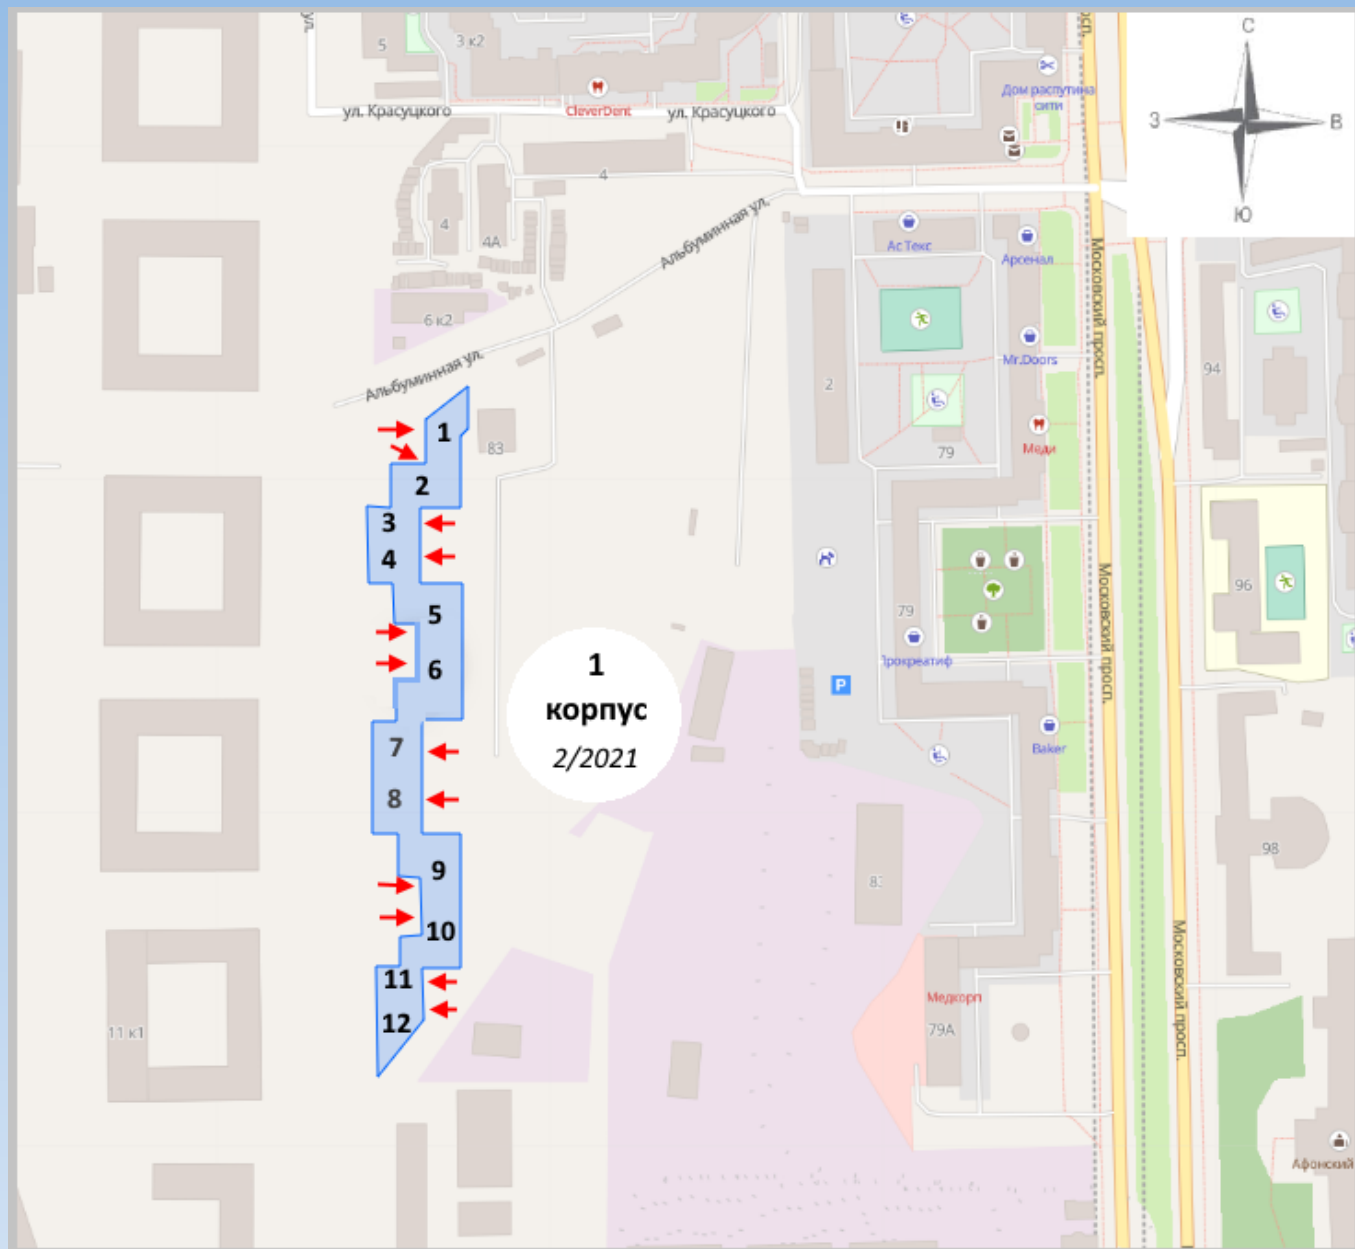 ул.
5
3 к2
CleverDent
ул. Красуцкого
ул. Красуцкого
Дом распутина
сити
С
З
В
Ю
4
4
4А
6 к2
Альбуминная ул.
Альбуминная ул.
Ас Текс
Арсенал
Mr.Doors
Меди
2
79
83
94
96
98
Московский просп.
Московский просп.
Московский просп.
1
2
3
4
5
6
7
8
9
10
11
12
1
корпус
2/2021
79
P
Baker
Медкорп
79А
11 к1
Афонский